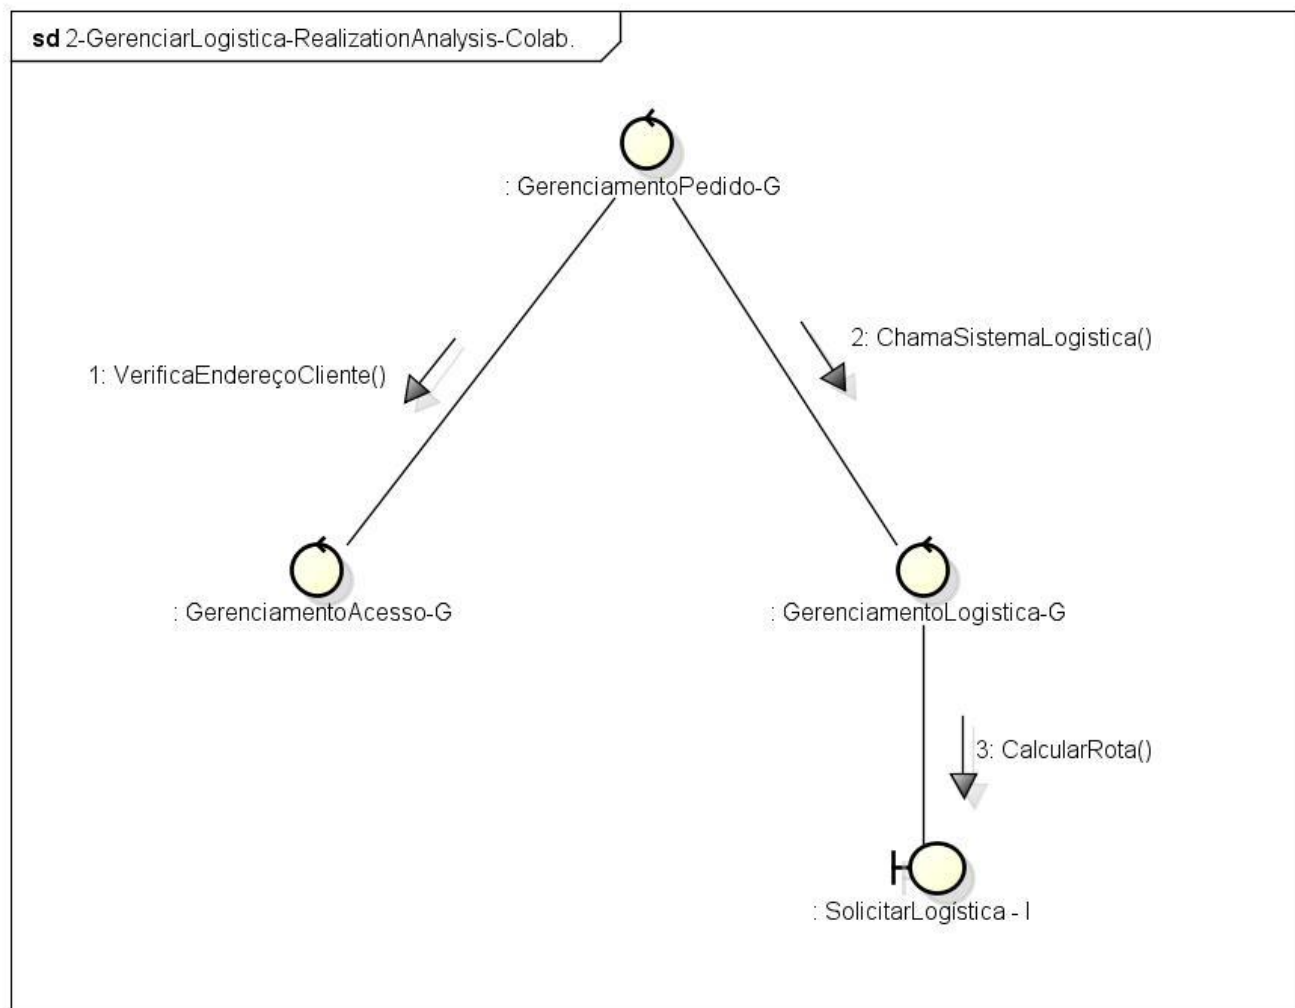 sd 2-GerenciarLogistica-RealizationAnalysis-Colab.
: GerenciamentoPedido-G
2: ChamaSistemaLogistica()
1: VerificaEndereçoCliente()
: GerenciamentoAcesso-G
: GerenciamentoLogistica-G
3: CalcularRota()
: SolicitarLogística - I